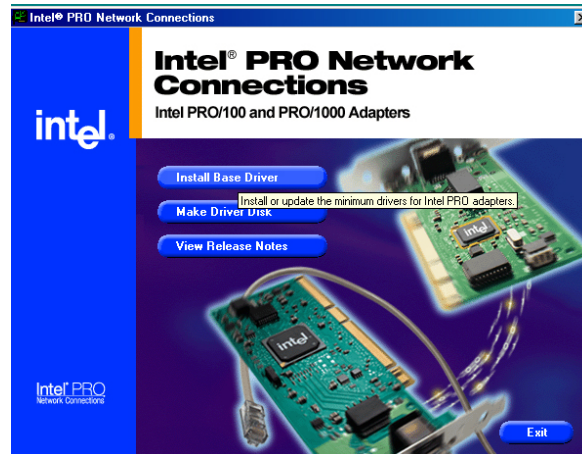 Intel® PRO Network Connections
Intel® PRO Network
Connections
Intel PRO/100 and PRO/1000 Adapters
intel®
Install Base Driver
Install or update the minimum drivers for Intel PRO adapters.
Make Driver Disk
View Release Notes
intel
intel
Intel® PRO
Network Connections
Exit